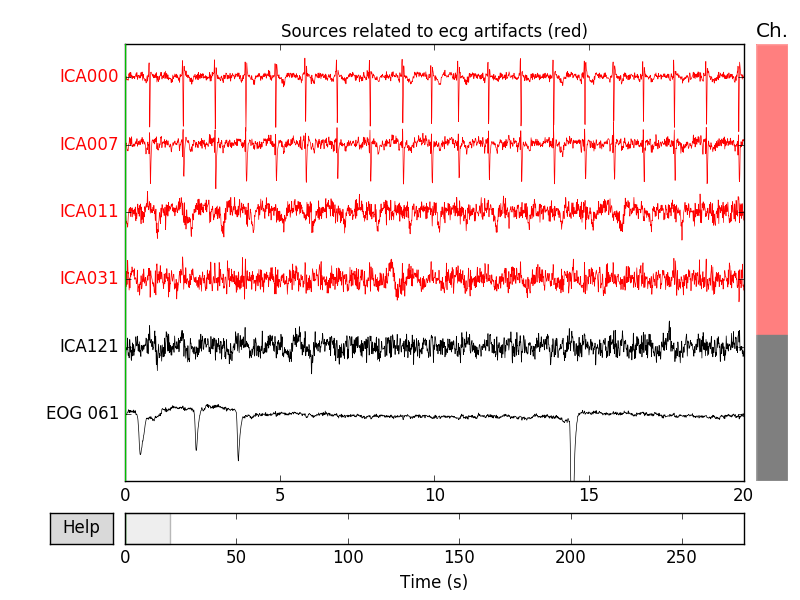 Sources related to ecg artifacts (red)
Ch.
ICA000
ICA007
ICA011
ICA031
ICA121
EOG 061
0 5 10 15 20
Help
0 50 100 150 200 250
Time (s)